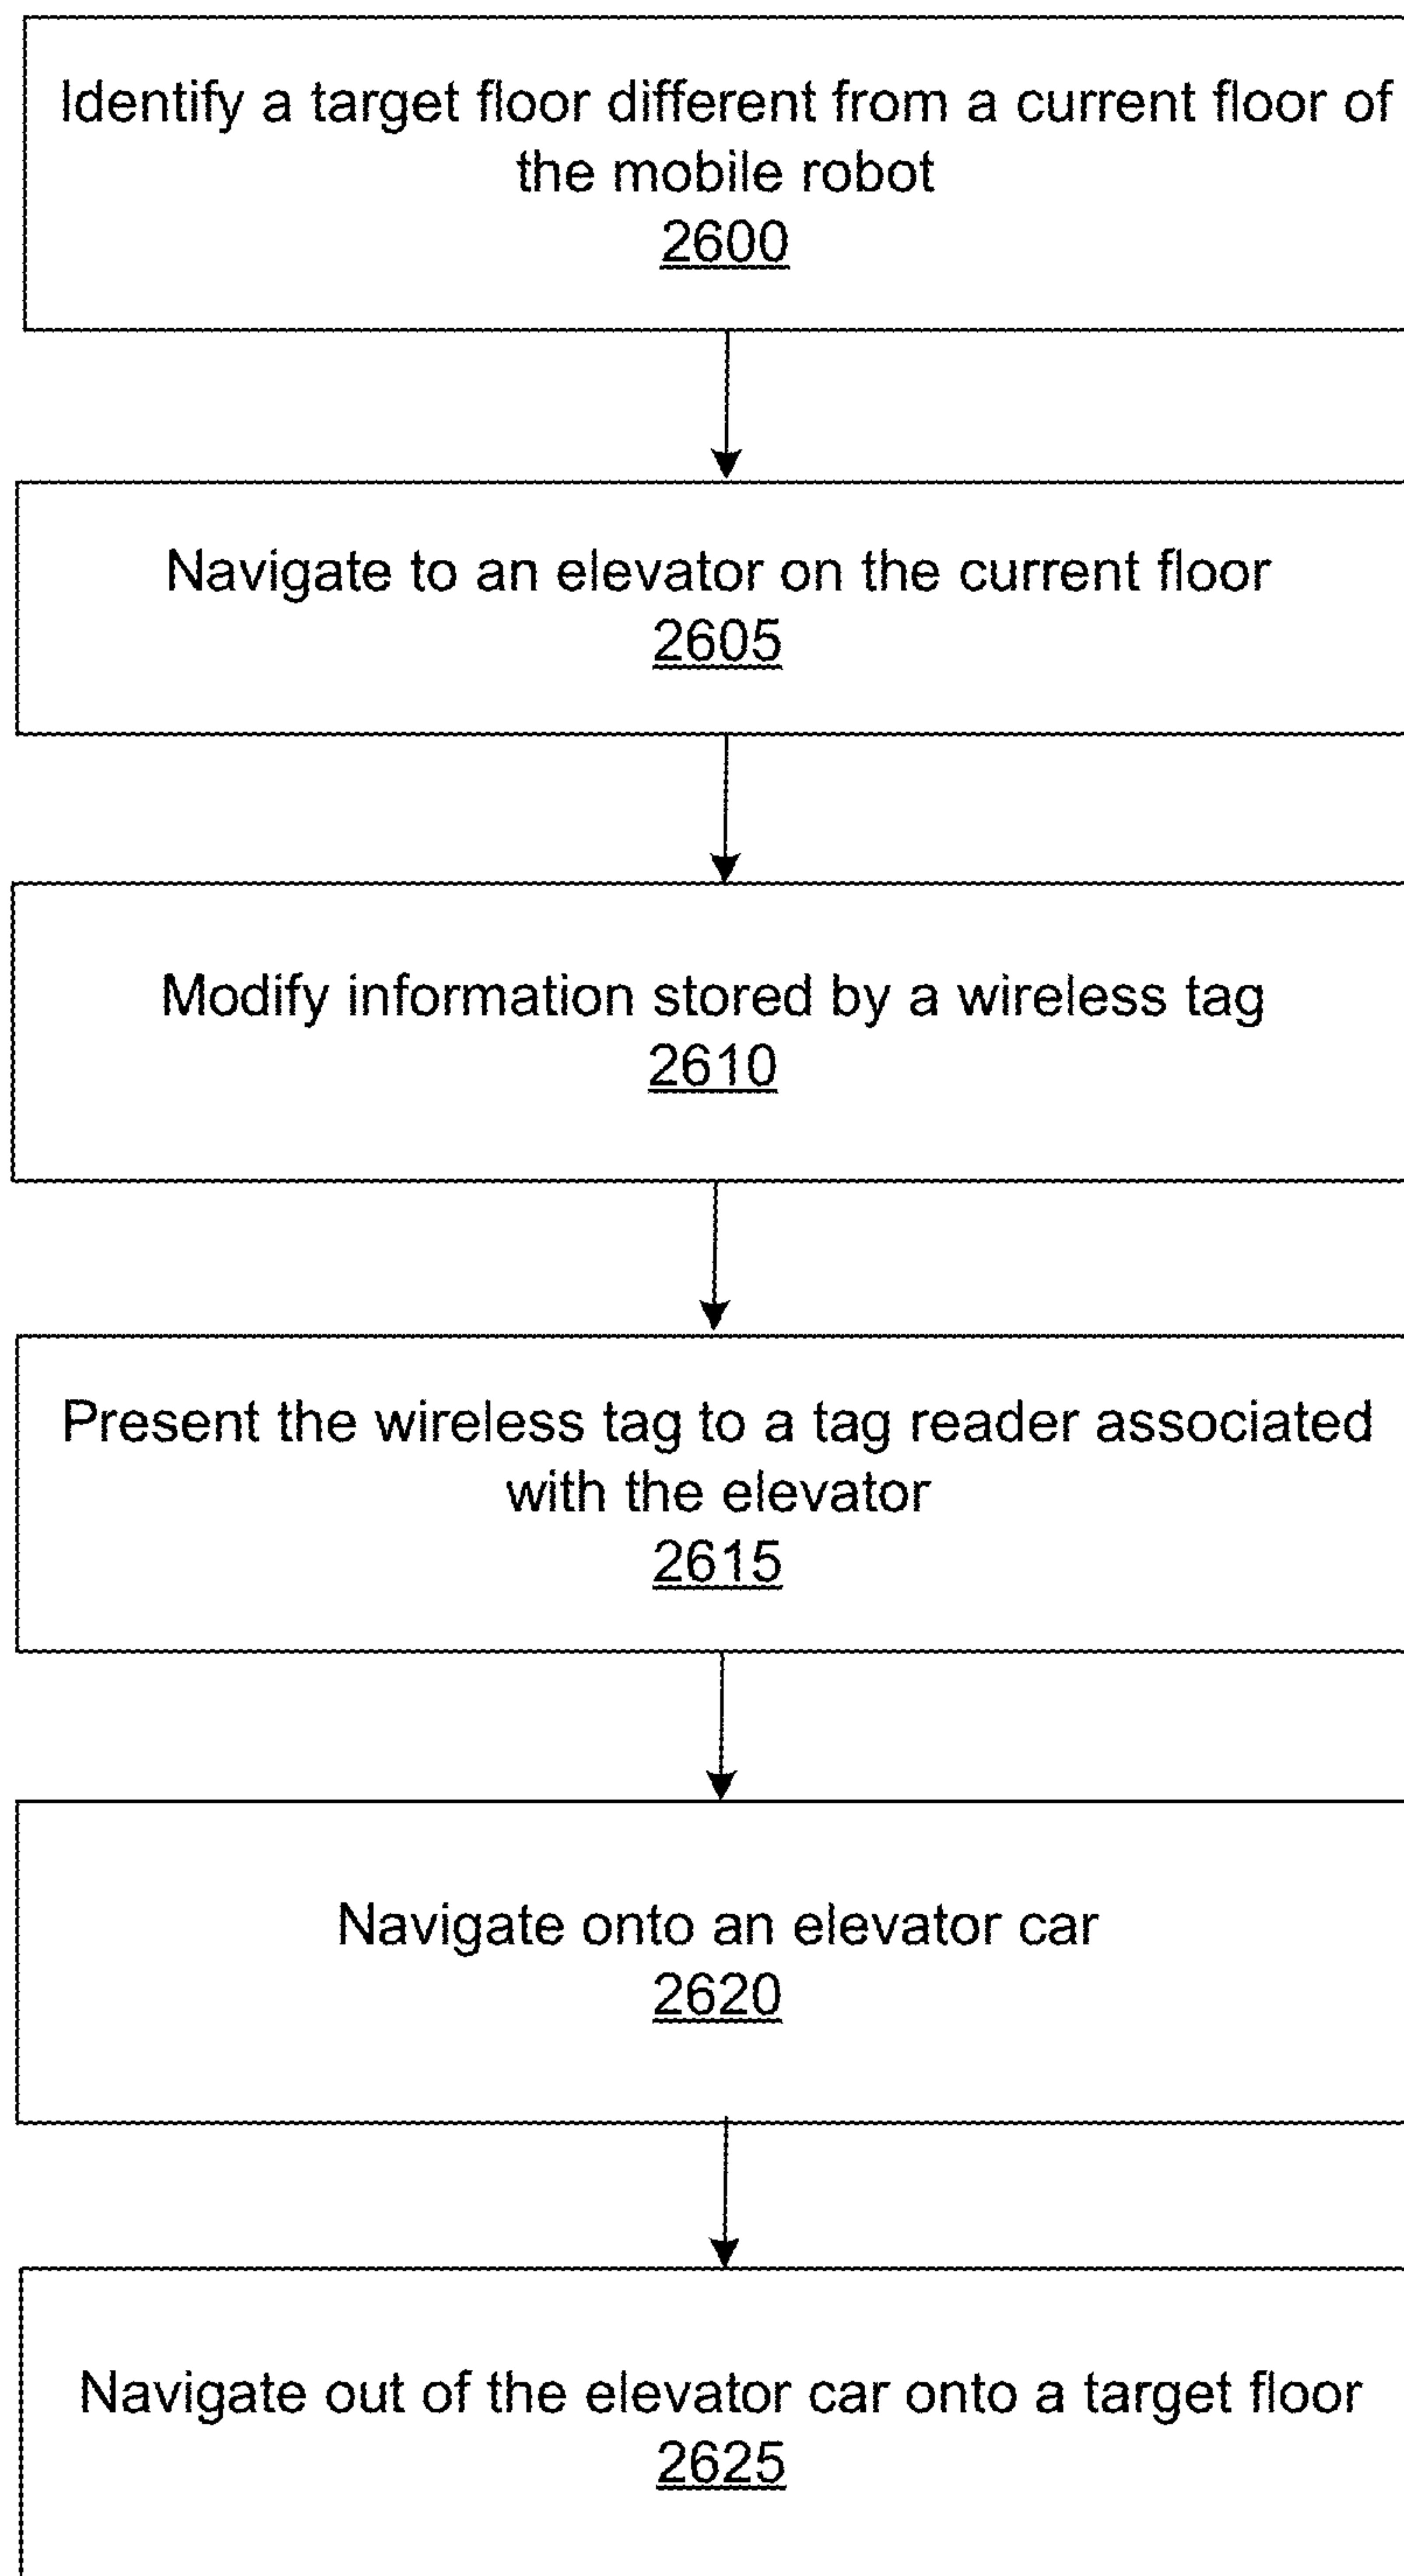 Identify a target floor different from a current floor of
the mobile robot
2600
Navigate to an elevator on the current floor
2605
Modify information stored by a wireless tag
2610
Present the wireless tag to a tag reader associated
with the elevator
2615
Navigate onto an elevator car
2620
Navigate out of the elevator car onto a target floor
2625